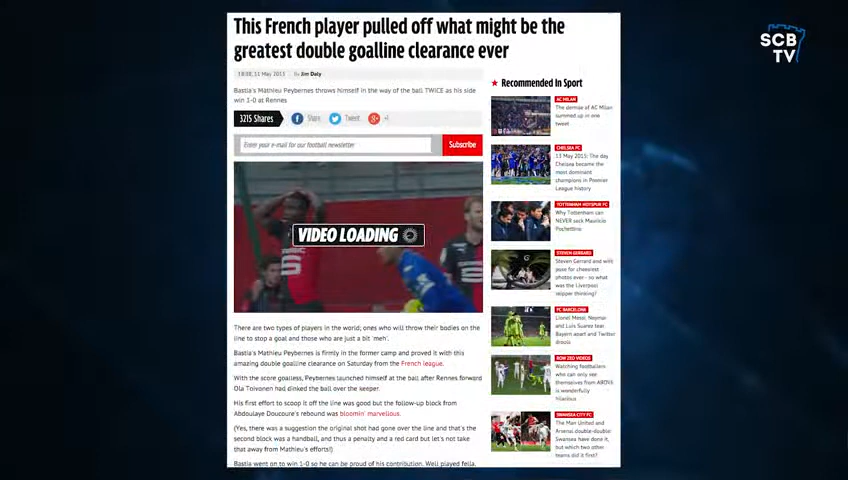 SCB
TV
This French player pulled off what might be the
greatest double goalline clearance ever
By Jim Daly
Bastia's Mathieu Peybernes throws himself in the way of the ball TWICE as his side
win 1-0 at Rennes
3215 Shares
Share
Tweet
+1
Enter your e-mail for our football newsletter
Subscribe
VIDEO LOADING
There are two types of players in the world; ones who will throw their bodies on the
line to stop a goal and those who are just a bit 'meh'.
Bastia's Mathieu Peybernes is firmly in the former camp and proved it with this
amazing double goalline clearance on Saturday from the French league.
With the score goalless, Peybernes launched himself at the ball after Rennes forward
Ola Toivonen had dinked the ball over the keeper.
His first effort to scoop it off the line was good but the follow-up block from
Abdoulaye Doucoure's rebound was bloomin' marvellous.
(Yes, there was a suggestion the original shot had gone over the line and that the
second block was a handball, and thus a penalty and a red card but let's not take
that away from Mathieu's efforts!)
Bastia went on to win 1-0 so he can be proud of his contribution. Well played fella.
Recommended In Sport
AC MILAN
The demise of AC Milan
summed up in one
tweet
CHELSEA FC
13 May 2015: The day
Chelsea became the
most dominant
champions in Premier
League history
TOTTENHAM HOTSPUR FC
Why Tottenham can
NEVER sack Mauricio
Pochettino
STEVEN GERRARD
Steven Gerrard and wife
pose for cheesiest
photos ever - so
what was the
Liverpool
skipper thinking?
FC BARCELONA
Lionel Messi, Neymar
and Luis Suarez tear
Bayern apart and Twitter
drools
ROW ZED VIDEOS
Watching footballers
who can only see
themselves from ABOVE
is wonderfully
hilarious
SWANSEA CITY FC
The Man United and
Arsenal double-double:
Swansea have done it,
but which two other
teams did it first?